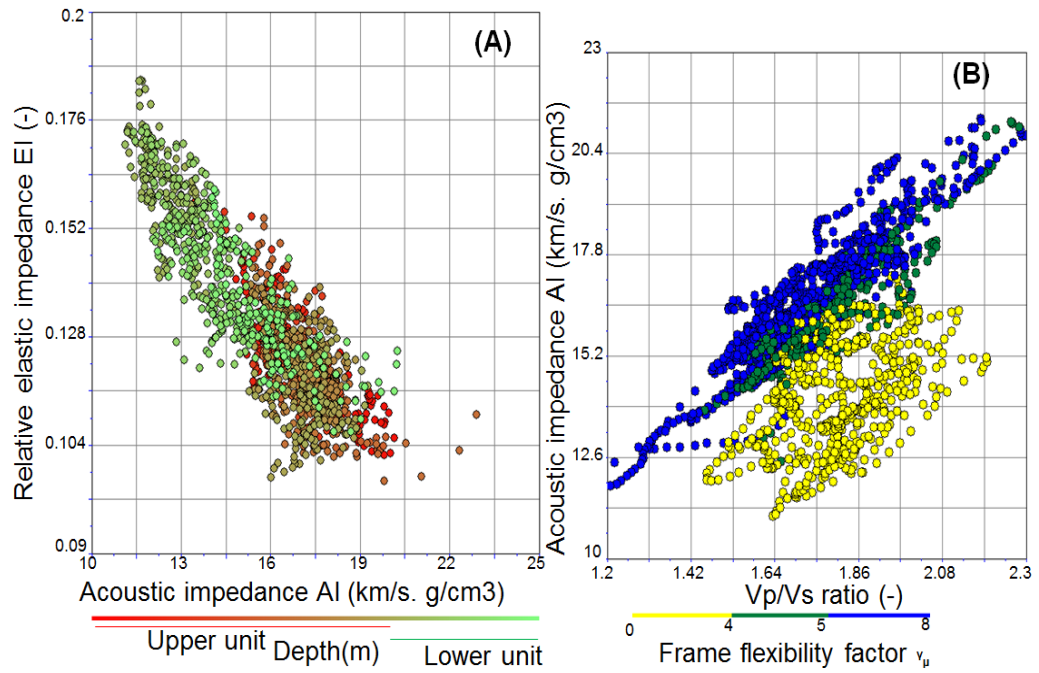 (A)
Relative elastic impedance EI (-)
0.2
0.176
0.152
0.128
0.104
0.09
10 13 16 19 22 25
Acoustic impedance AI (km/s. g/cm3)
Upper unit Depth(m) Lower unit
(B)
Acoustic impedance AI (km/s. g/cm3)
23
20.4
17.8
15.2
12.6
10
1.2 1.42 1.64 1.86 2.08 2.3
Vp/Vs ratio (-)
0 4 5 8
Frame flexibility factor γμ